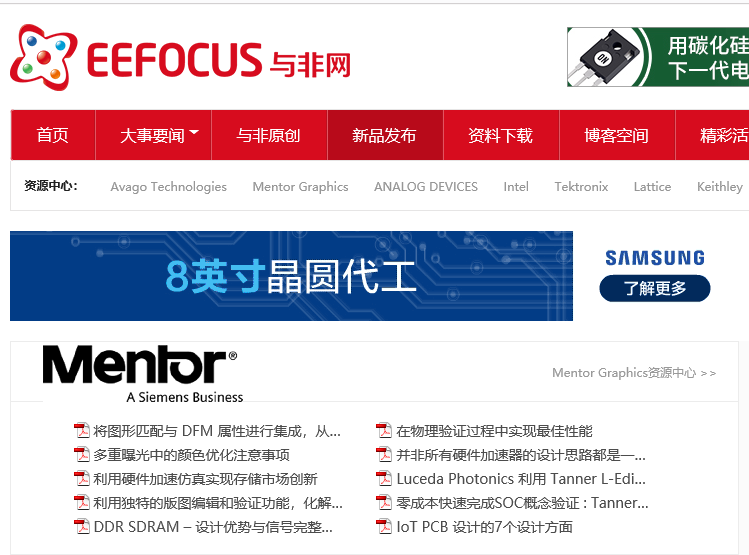 EEFOCUS 与非网
用碳化硅
下一代电
ON
首页 大事要闻 与非原创 新品发布 资料下载 博客空间 精彩活
资源中心： Avago Technologies Mentor Graphics ANALOG DEVICES Intel Tektronix Lattice Keithley
8英寸晶圆代工
SAMSUNG
了解更多
Mentor®
A Siemens Business
Mentor Graphics资源中心 >>
将图形匹配与 DFM 属性进行集成，从...
在物理验证过程中实现最佳性能
多重曝光中的颜色优化注意事项
并非所有硬件加速器的设计思路都是一...
利用硬件加速仿真实现存储市场创新
Luceda Photonics 利用 Tanner L-Edi...
利用独特的版图编辑和验证功能，化解...
零成本快速完成SOC概念验证 : Tanner...
DDR SDRAM – 设计优势与信号完整...
IoT PCB 设计的7个设计方面